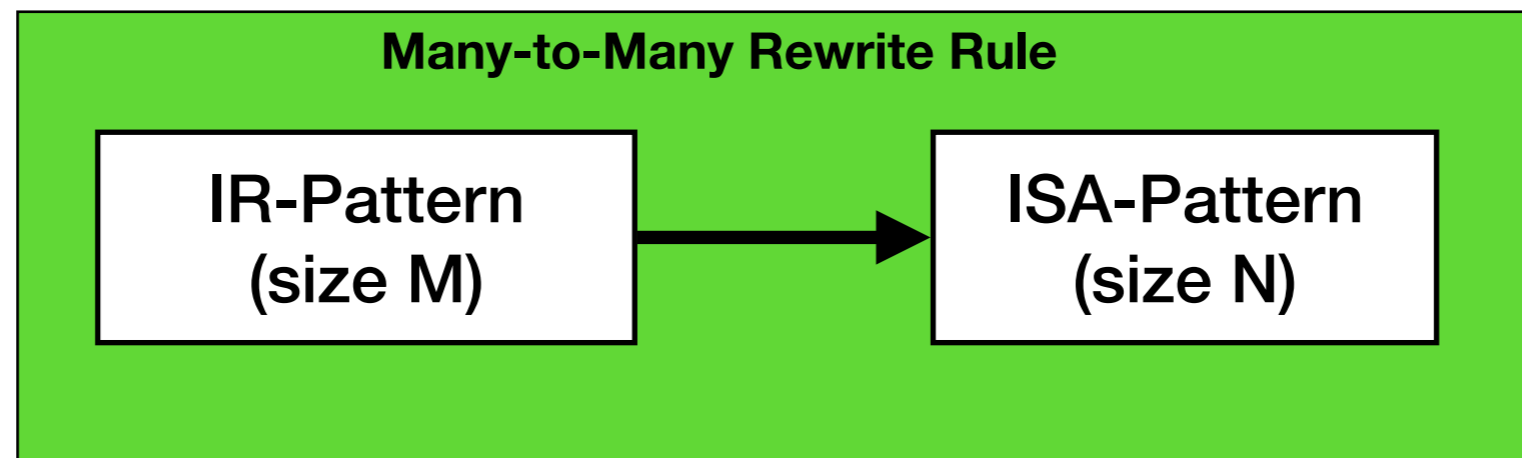 Many-to-Many Rewrite Rule
IR-Pattern
(size M)
ISA-Pattern
(size N)